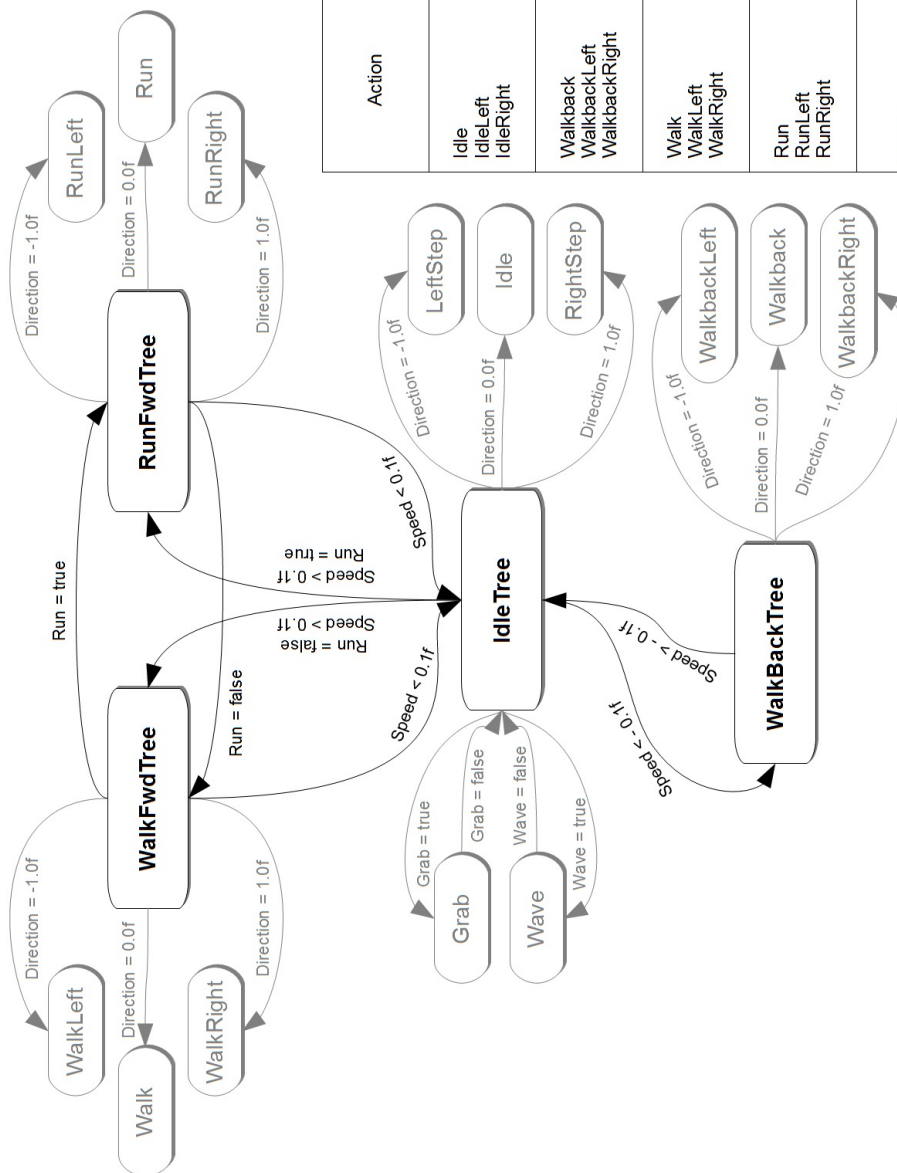 WalkLeft
Direction = -1.0f
Walk
Direction = 0.0f
WalkRight
Direction = 1.0f
WalkFwdTree
Run = true
Run = false
RunFwdTree
Direction = -1.0f
RunLeft
Direction = 0.0f
Run
Direction = 1.0f
RunRight
Speed < 0.1f
Run = false
Speed > 0.1f
Speed > 0.1f
Run = true
Speed < 0.1f
Grab
Grab = true
Grab = false
Wave
Wave = false
Wave = true
IdleTree
Direction = -1.0f
LeftStep
Direction = 0.0f
Idle
Direction = 1.0f
RightStep
Speed < - 0.1f
Speed > - 0.1f
WalkBackTree
Direction = -1.0f
WalkbackLeft
Direction = 0.0f
Walkback
Direction = 1.0f
WalkbackRight
Action
Idle
IdleLeft
IdleRight
Walkback
WalkbackLeft
WalkbackRight
Walk
WalkLeft
WalkRight
Run
RunLeft
RunRight